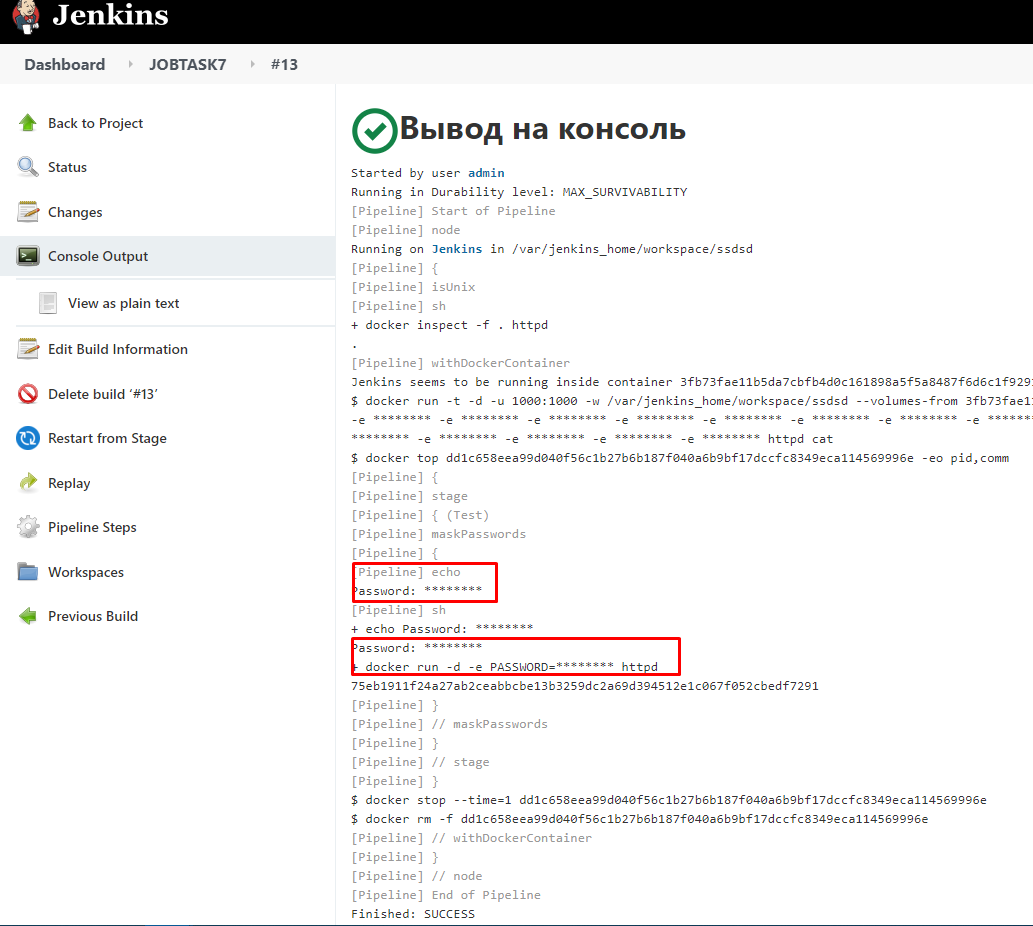 Jenkins
Dashboard
JOBTASK7
#13
Back to Project
Status
Changes
Console Output
View as plain text
Edit Build Information
Delete build ‘#13’
Restart from Stage
Replay
Pipeline Steps
Workspaces
Previous Build
Вывод на консоль
Started by user admin
Running in Durability level: MAX_SURVIVABILITY
[Pipeline] Start of Pipeline
[Pipeline] node
Running on Jenkins in /var/jenkins_home/workspace/ssdsd
[Pipeline] {
[Pipeline] isUnix
[Pipeline] sh
+ docker inspect -f . httpd
.
[Pipeline] withDockerContainer
Jenkins seems to be running inside container 3fb73fae11b5da7cbfb4d0c161898a5f5a8487f6d6c1f929
$ docker run -t -d -u 1000:1000 -w /var/jenkins_home/workspace/ssdsd --volumes-from 3fb73fae11
-e ******** -e ******** -e ******** -e ******** -e ******** -e ******** -e ******** -e ******
******** -e ******** -e ******** -e ******** -e ******** httpd cat
$ docker top dd1c658eea99d040f56c1b27b6b187f040a6b9bf17dccfc8349eca114569996e -eo pid,comm
[Pipeline] {
[Pipeline] stage
[Pipeline] { (Test)
[Pipeline] maskPasswords
[Pipeline] {
[Pipeline] echo
Password: ********
[Pipeline] sh
+ echo Password: ********
Password: ********
+ docker run -d -e PASSWORD=******** httpd
75eb1911f24a27ab2ceabbcbe13b3259dc2a69d394512e1c067f052cbedf7291
[Pipeline] }
[Pipeline] // maskPasswords
[Pipeline] }
[Pipeline] // stage
[Pipeline] }
$ docker stop --time=1 dd1c658eea99d040f56c1b27b6b187f040a6b9bf17dccfc8349eca114569996e
$ docker rm -f dd1c658eea99d040f56c1b27b6b187f040a6b9bf17dccfc8349eca114569996e
[Pipeline] // withDockerContainer
[Pipeline] }
[Pipeline] // node
[Pipeline] End of Pipeline
Finished: SUCCESS